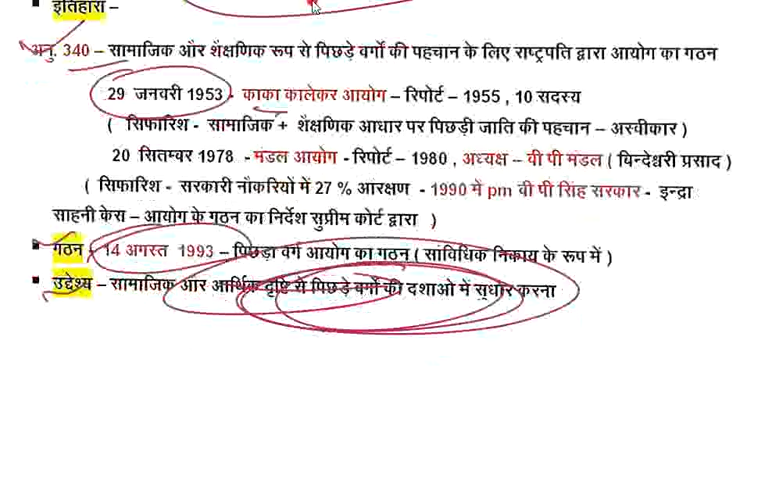 ▪ इतिहास –
अनु. 340 – सामाजिक और शैक्षणिक रूप से पिछड़े वर्गो की पहचान के लिए राष्ट्रपति द्वारा आयोग का गठन
29 जनवरी 1953 - काका कालेकर आयोग – रिपोर्ट – 1955 , 10 सदस्य
( सिफारिश - सामाजिक + शैक्षणिक आधार पर पिछड़ी जाति की पहचान – अस्वीकार )
20 सितम्बर 1978 - मंडल आयोग - रिपोर्ट – 1980 , अध्यक्ष – वी पी मंडल ( विन्देश्वरी प्रसाद )
( सिफारिश - सरकारी नौकरियों में 27 % आरक्षण - 1990 में pm वी पी सिंह सरकार - इन्द्रा
साहनी केस – आयोग के गठन का निर्देश सुप्रीम कोर्ट द्वारा )
▪ गठन – 14 अगस्त 1993 – पिछड़ा वर्ग आयोग का गठन ( सांविधिक निकाय के रूप में )
▪ उद्देश्य – सामाजिक और आर्थिक दृष्टि से पिछड़े वर्गो की दशाओ में सुधार करना